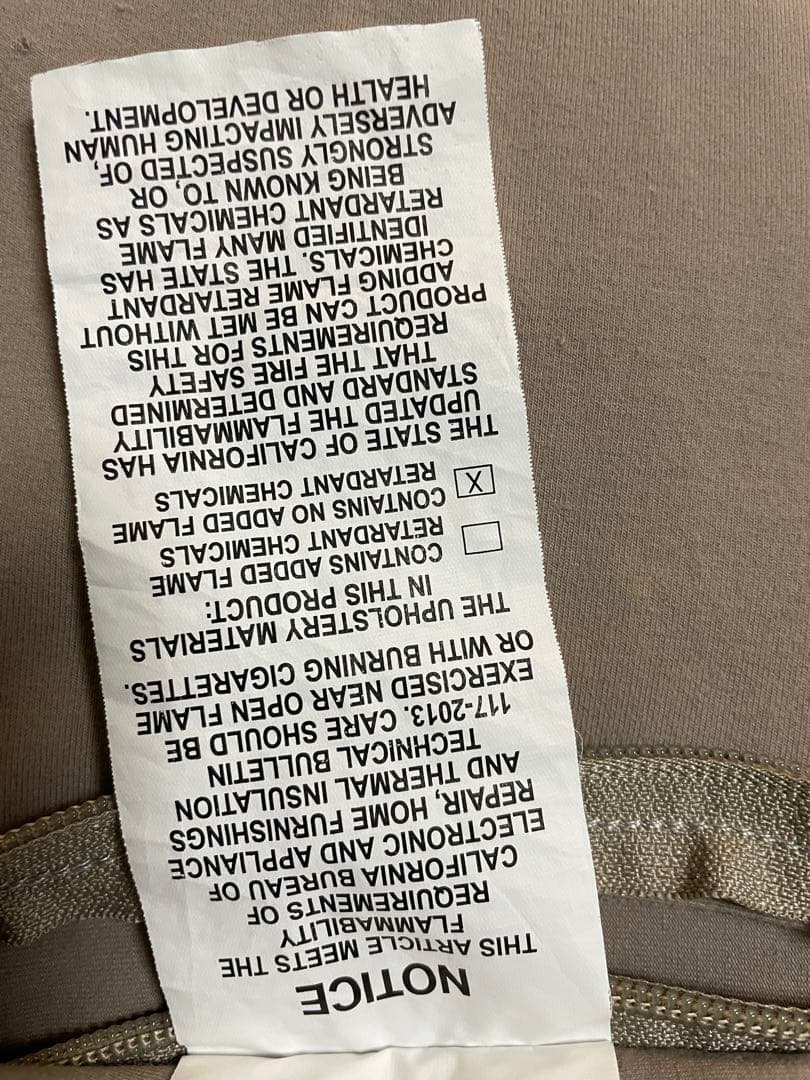 NOTICE
THIS ARTICLE MEETS THE
FLAMMABILITY
REQUIREMENTS OF
CALIFORNIA BUREAU OF
ELECTRONIC AND APPLIANCE
REPAIR, HOME FURNISHINGS
AND THERMAL INSULATION
TECHNICAL BULLETIN
117-2013. CARE SHOULD BE
EXERCISED NEAR OPEN FLAME
OR WITH BURNING CIGARETTES.
THE UPHOLSTERY MATERIALS
IN THIS PRODUCT:
CONTAINS ADDED FLAME
RETARDANT CHEMICALS
CONTAINS NO ADDED FLAME
X RETARDANT CHEMICALS
THE STATE OF CALIFORNIA HAS
UPDATED THE FLAMMABILITY
STANDARD AND DETERMINED
THAT THE FIRE SAFETY
REQUIREMENTS FOR THIS
PRODUCT CAN BE MET WITHOUT
ADDING FLAME RETARDANT
CHEMICALS. THE STATE HAS
IDENTIFIED MANY FLAME
RETARDANT CHEMICALS AS
BEING KNOWN TO, OR
STRONGLY SUSPECTED OF,
ADVERSELY IMPACTING HUMAN
HEALTH OR DEVELOPMENT.